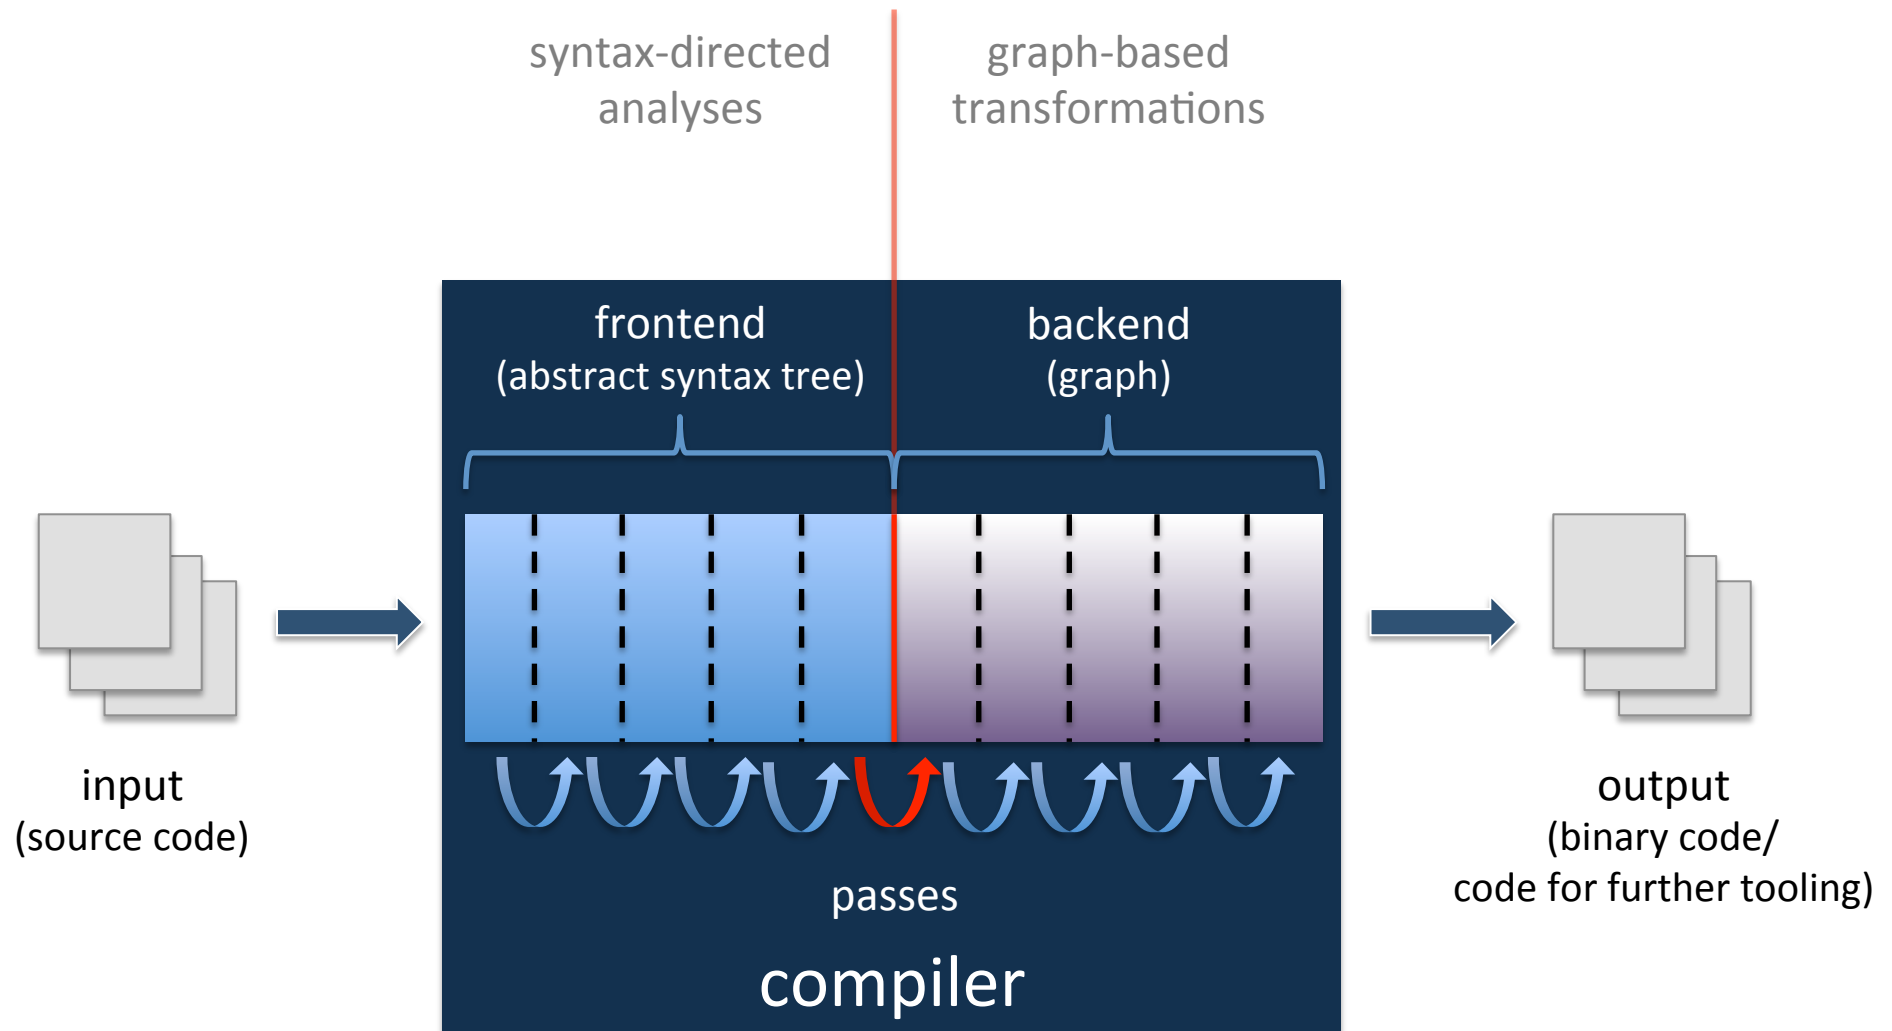 syntax-directed
analyses
graph-based
transformations
frontend
(abstract syntax tree)
backend
(graph)
input
(source code)
passes
compiler
output
(binary code/
code for further tooling)